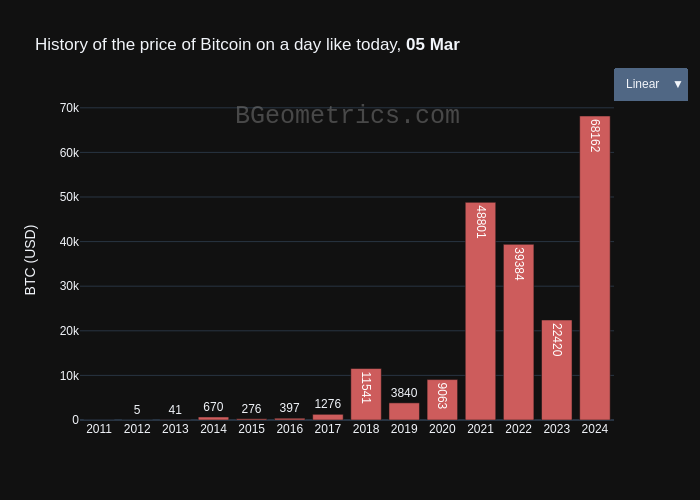 History of the price of Bitcoin on a day like today, 05 Mar
Linear ▼
BGeometrics.com
70k
60k
50k
40k
30k
20k
10k
0
BTC (USD)
5
41
670
276
397
1276
11541
3840
9063
48801
39384
22420
68162
2011 2012 2013 2014 2015 2016 2017 2018 2019 2020 2021 2022 2023 2024